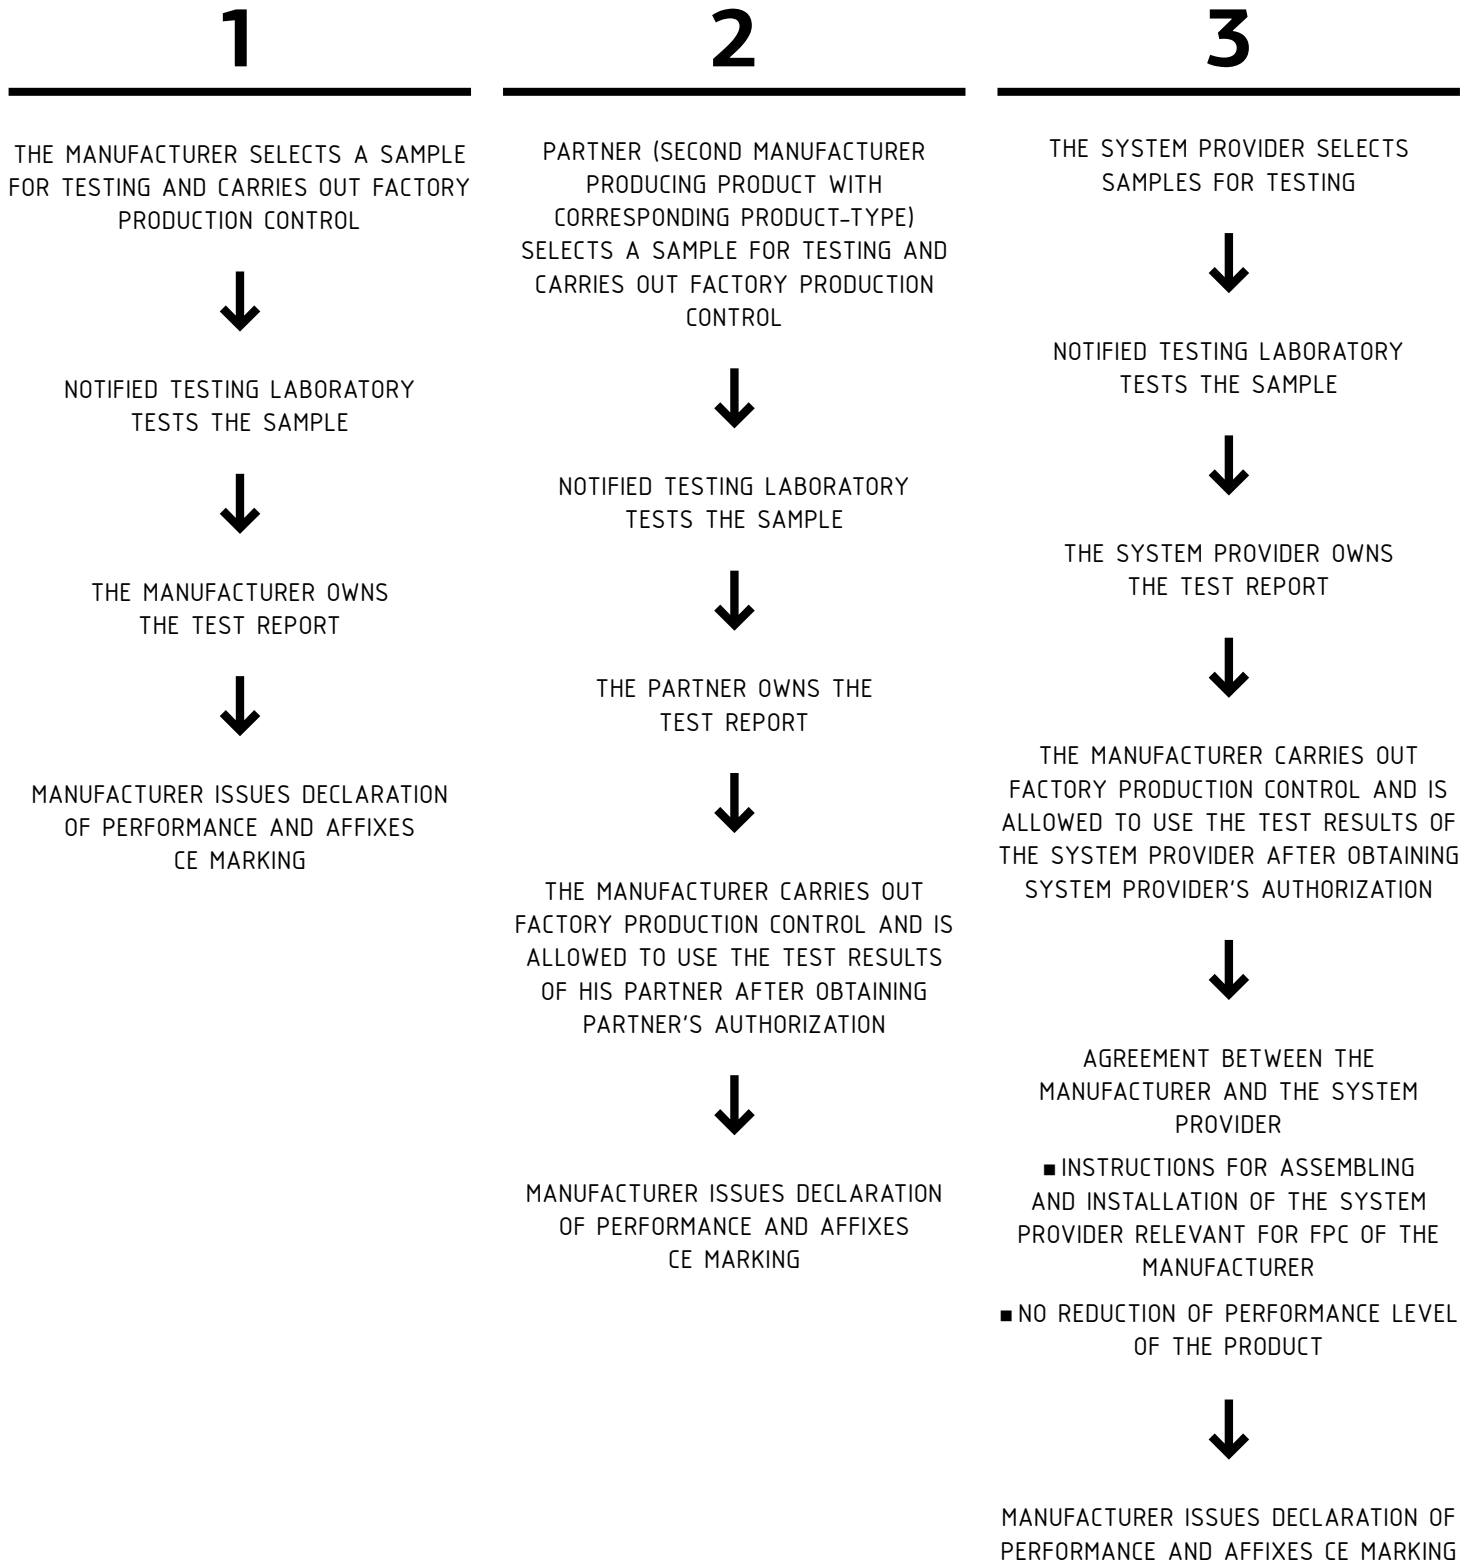 1
THE MANUFACTURER SELECTS A SAMPLE
FOR TESTING AND CARRIES OUT FACTORY
PRODUCTION CONTROL
NOTIFIED TESTING LABORATORY
TESTS THE SAMPLE
THE MANUFACTURER OWNS
THE TEST REPORT
MANUFACTURER ISSUES DECLARATION
OF PERFORMANCE AND AFFIXES
CE MARKING
2
PARTNER (SECOND MANUFACTURER
PRODUCING PRODUCT WITH
CORRESPONDING PRODUCT-TYPE)
SELECTS A SAMPLE FOR TESTING AND
CARRIES OUT FACTORY PRODUCTION
CONTROL
NOTIFIED TESTING LABORATORY
TESTS THE SAMPLE
THE PARTNER OWNS THE
TEST REPORT
THE MANUFACTURER CARRIES OUT
FACTORY PRODUCTION CONTROL AND IS
ALLOWED TO USE THE TEST RESULTS
OF HIS PARTNER AFTER OBTAINING
PARTNER'S AUTHORIZATION
MANUFACTURER ISSUES DECLARATION
OF PERFORMANCE AND AFFIXES
CE MARKING
3
THE SYSTEM PROVIDER SELECTS
SAMPLES FOR TESTING
NOTIFIED TESTING LABORATORY
TESTS THE SAMPLE
THE SYSTEM PROVIDER OWNS
THE TEST REPORT
THE MANUFACTURER CARRIES OUT
FACTORY PRODUCTION CONTROL AND IS
ALLOWED TO USE THE TEST RESULTS OF
THE SYSTEM PROVIDER AFTER OBTAINING
SYSTEM PROVIDER'S AUTHORIZATION
AGREEMENT BETWEEN THE
MANUFACTURER AND THE SYSTEM
PROVIDER
■ INSTRUCTIONS FOR ASSEMBLING
AND INSTALLATION OF THE SYSTEM
PROVIDER RELEVANT FOR FPC OF THE
MANUFACTURER
■ NO REDUCTION OF PERFORMANCE LEVEL
OF THE PRODUCT
MANUFACTURER ISSUES DECLARATION OF
PERFORMANCE AND AFFIXES CE MARKING